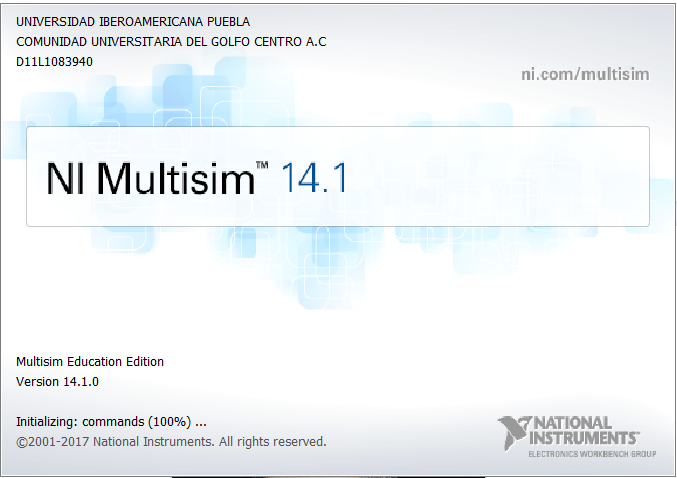 UNIVERSIDAD IBEROAMERICANA PUEBLA
COMUNIDAD UNIVERSITARIA DEL GOLFO CENTRO A.C
D11L1083940
ni.com/multisim
NI Multisim™ 14.1
Multisim Education Edition
Version 14.1.0
Initializing: commands (100%) ...
©2001-2017 National Instruments. All rights reserved.
NATIONAL
INSTRUMENTS™
ELECTRONICS WORKBENCH GROUP